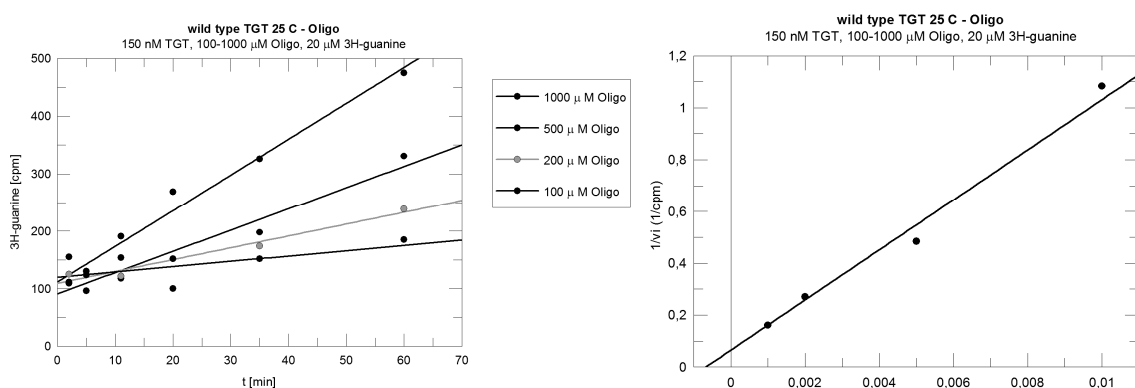 wild type TGT 25 C - Oligo
150 nM TGT, 100-1000 µM Oligo, 20 µM 3H-guanine
500
400
300
200
100
0
3H-guanine [cpm]
0 10 20 30 40 50 60 70
t [min]
1000 µ M Oligo
500 µ M Oligo
200 µ M Oligo
100 µ M Oligo
wild type TGT 25 C - Oligo
150 nM TGT, 100-1000 µM Oligo, 20 µM 3H-guanine
1,2
1
0,8
0,6
0,4
0,2
0
1/vi (1/cpm)
0 0,002 0,004 0,006 0,008 0,01